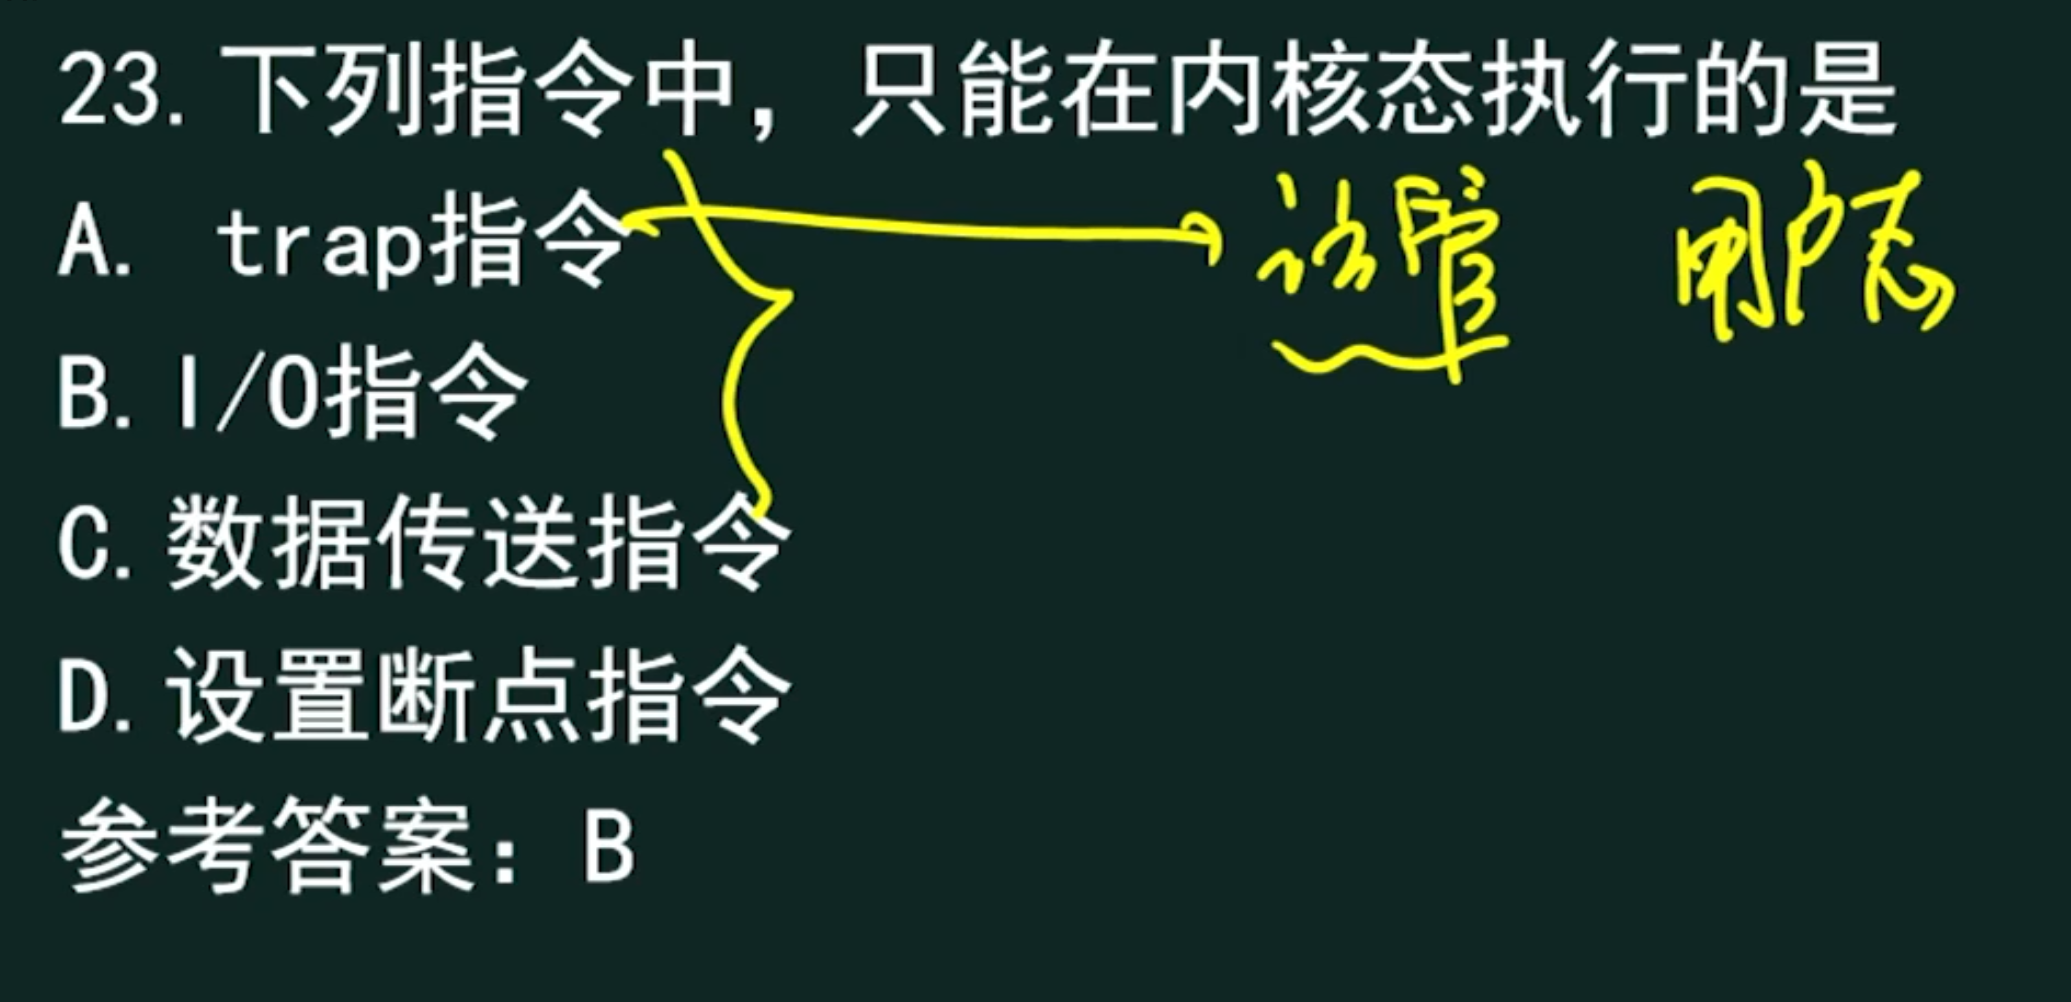 23.下列指令中，只能在内核态执行的是
A. trap指令
访管 用户态
B.I/O指令
C.数据传送指令
D.设置断点指令
参考答案：B